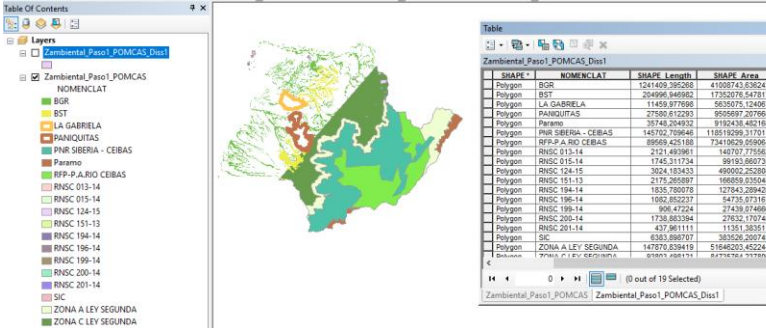 Table Of Contents
Layers
Zambiental_Paso1_POMCAS_Diss1
Zambiental_Paso1_POMCAS
NOMENCLAT
BGR
BST
LA GABRIELA
PANIQUITAS
PNR SIBERIA - CEIBAS
Paramo
RFP-P.A.RIO CEIBAS
RNSC 013-14
RNSC 015-14
RNSC 124-15
RNSC 151-13
RNSC 194-14
RNSC 196-14
RNSC 199-14
RNSC 200-14
RNSC 201-14
SIC
ZONA A LEY SEGUNDA
ZONA C LEY SEGUNDA
Table
Zambiental_Paso1_POMCAS_Diss1
SHAPE * NOMENCLAT SHAPE_Length SHAPE_Area
Polygon BGR 1241409,395268 41008743,63624
Polygon BST 204996,946982 17352076,54781
Polygon LA GABRIELA 11459,977698 5635075,12406
Polygon PANIQUITAS 27580,612293 9505697,20766
Polygon Paramo 35748,204932 9192438,48216
Polygon PNR SIBERIA - CEIBAS 145702,709646 118519299,31701
Polygon RFP-P.A.RIO CEIBAS 89569,425188 73410629,05906
Polygon RNSC 013-14 2121,493961 140707,77556
Polygon RNSC 015-14 1745,311734 99193,66073
Polygon RNSC 124-15 3024,183433 490002,25280
Polygon RNSC 151-13 2175,265897 166859,03504
Polygon RNSC 194-14 1835,780078 127843,28942
Polygon RNSC 196-14 1082,852237 54735,07316
Polygon RNSC 199-14 906,47224 27439,07466
Polygon RNSC 200-14 1738,883394 27632,17074
Polygon RNSC 201-14 437,961111 11351,38351
Polygon SIC 6383,898707 383526,20074
Polygon ZONA A LEY SEGUNDA 147870,839419 51846203,45224
Polygon ZONA C LEY SEGUNDA
0 (0 out of 19 Selected)
Zambiental_Paso1_POMCAS Zambiental_Paso1_POMCAS_Diss1